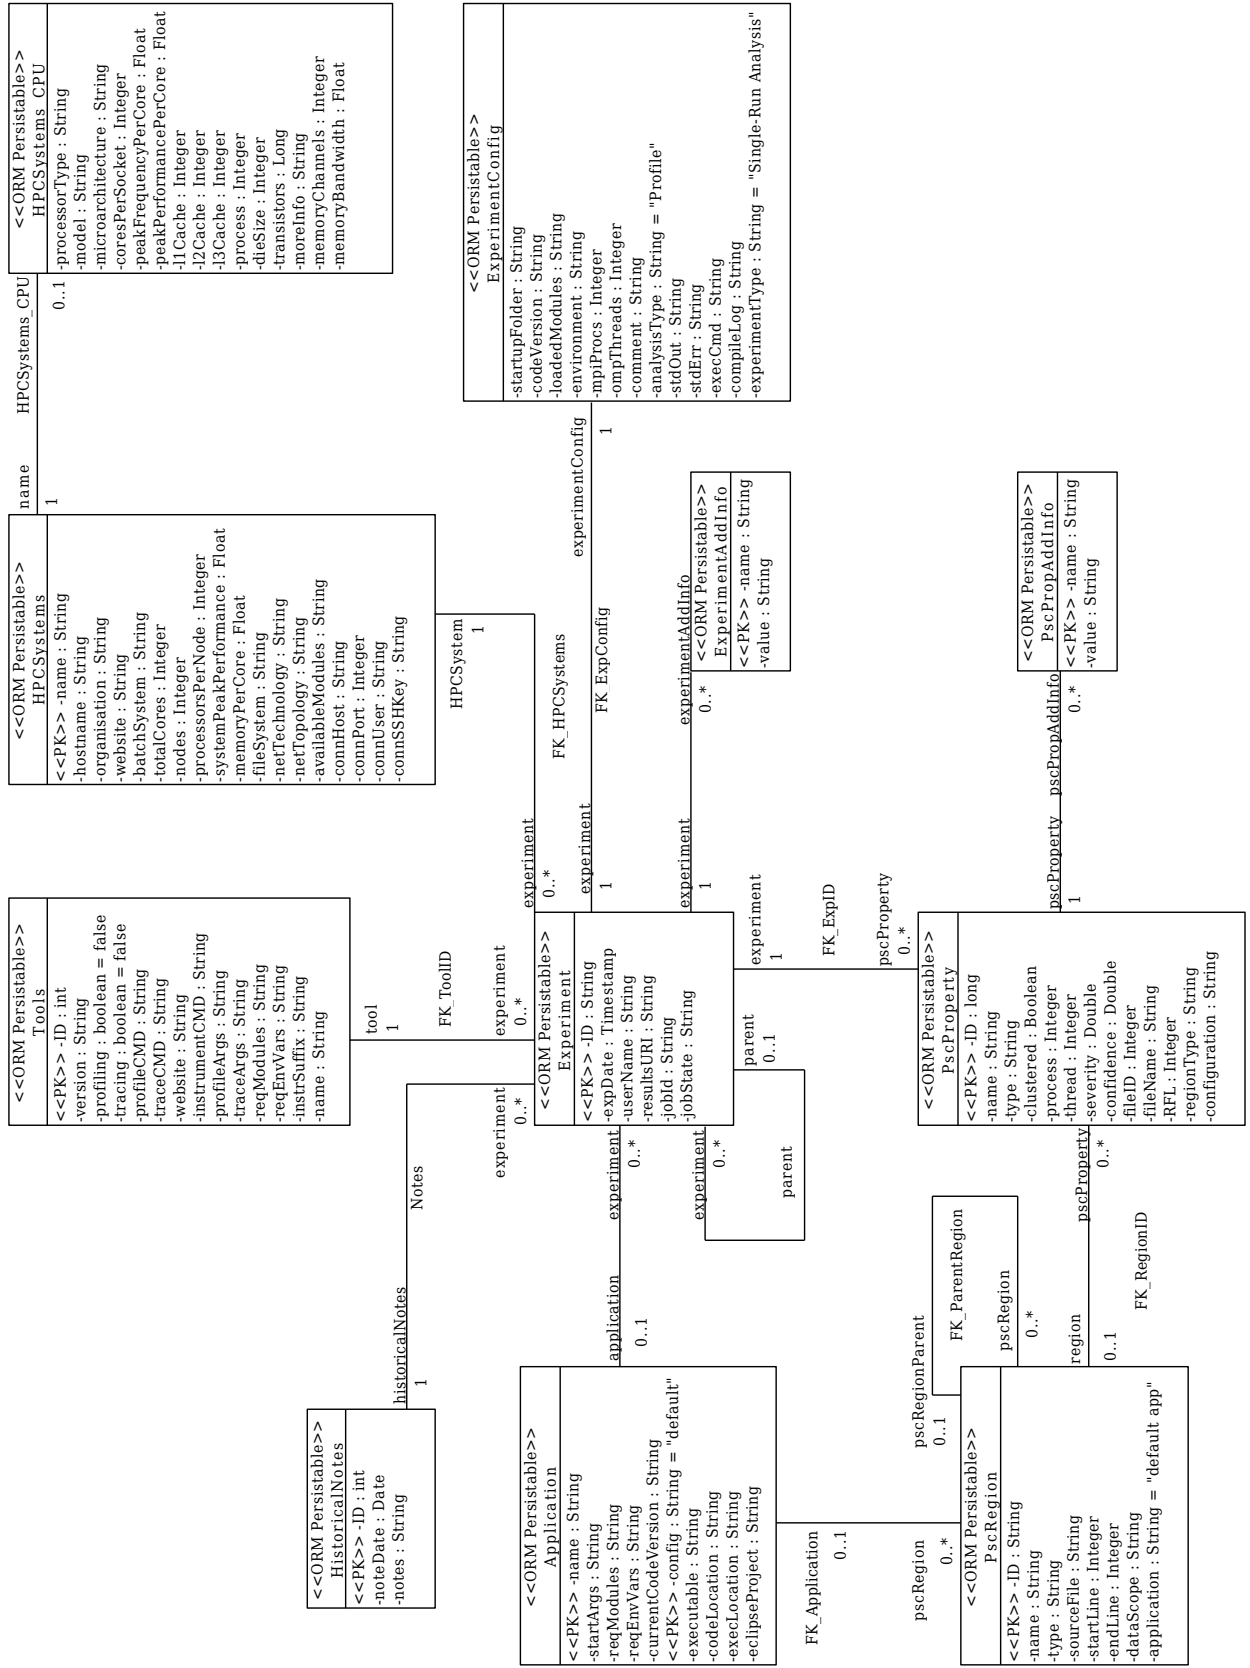 <<ORM Persistable>>
HistoricalNotes
<<PK>> -ID : int
-noteDate : Date
-notes : String
historicalNotes
1
Notes
experiment
0..*
<<ORM Persistable>>
Tools
<<PK>> -ID : int
-version : String
-profiling : boolean = false
-tracing : boolean = false
-profileCMD : String
-traceCMD : String
-website : String
-instrumentCMD : String
-profileArgs : String
-traceArgs : String
-reqModules : String
-reqEnvVars : String
-instrSuffix : String
-name : String
tool
1
FK_ToolID
experiment
0..*
<<ORM Persistable>>
HPCSystems
<<PK>> -name : String
-hostname : String
-organisation : String
-website : String
-batchSystem : String
-totalCores : Integer
-nodes : Integer
-processorsPerNode : Integer
-systemPeakPerformance : Float
-memoryPerCore : Float
-fileSystem : String
-netTechnology : String
-netTopology : String
-availableModules : String
-connHost : String
-connPort : Integer
-connUser : String
-connSSHKey : String
name
1
HPCSystems_CPU
0..1
<<ORM Persistable>>
HPCSystems_CPU
-processorType : String
-model : String
-microarchitecture : String
-coresPerSocket : Integer
-peakFrequencyPerCore : Float
-peakPerformancePerCore : Float
-l1Cache : Integer
-l2Cache : Integer
-l3Cache : Integer
-process : Integer
-dieSize : Integer
-transistors : Long
-moreInfo : String
-memoryChannels : Integer
-memoryBandwidth : Float
HPCSystem
1
FK_HPCSystems
experiment
0..*
<<ORM Persistable>>
Application
<<PK>> -name : String
-startArgs : String
-reqModules : String
-reqEnvVars : String
-currentCodeVersion : String
<<PK>> -config : String = "default"
-executable : String
-codeLocation : String
-execLocation : String
-eclipseProject : String
application
0..1
experiment
0..*
<<ORM Persistable>>
Experiment
<<PK>> -ID : String
-expDate : Timestamp
-userName : String
-resultsURI : String
-jobId : String
-jobState : String
experiment
0..*
parent
parent
0..1
experiment
1
FK_ExpConfig
experimentConfig
1
<<ORM Persistable>>
ExperimentConfig
-startupFolder : String
-codeVersion : String
-loadedModules : String
-environment : String
-mpiProcs : Integer
-ompThreads : Integer
-comment : String
-analysisType : String = "Profile"
-stdOut : String
-stdErr : String
-execCmd : String
-compileLog : String
-experimentType : String = "Single-Run Analysis"
experiment
1
experimentAddInfo
0..*
<<ORM Persistable>>
ExperimentAddInfo
<<PK>> -name : String
-value : String
experiment
1
FK_ExpID
pscProperty
0..*
FK_Application
0..1
pscRegion
0..*
<<ORM Persistable>>
PscRegion
<<PK>> -ID : String
-name : String
-type : String
-sourceFile : String
-startLine : Integer
-endLine : Integer
-dataScope : String
-application : String = "default app"
pscRegionParent
0..1
FK_ParentRegion
pscRegion
0..*
region
0..1
FK_RegionID
pscProperty
0..*
<<ORM Persistable>>
PscProperty
<<PK>> -ID : long
-name : String
-type : String
-clustered : Boolean
-process : Integer
-thread : Integer
-severity : Double
-confidence : Double
-fileID : Integer
-fileName : String
-RFL : Integer
-regionType : String
-configuration : String
pscProperty
1
pscPropAddInfo
0..*
<<ORM Persistable>>
PscPropAddInfo
<<PK>> -name : String
-value : String